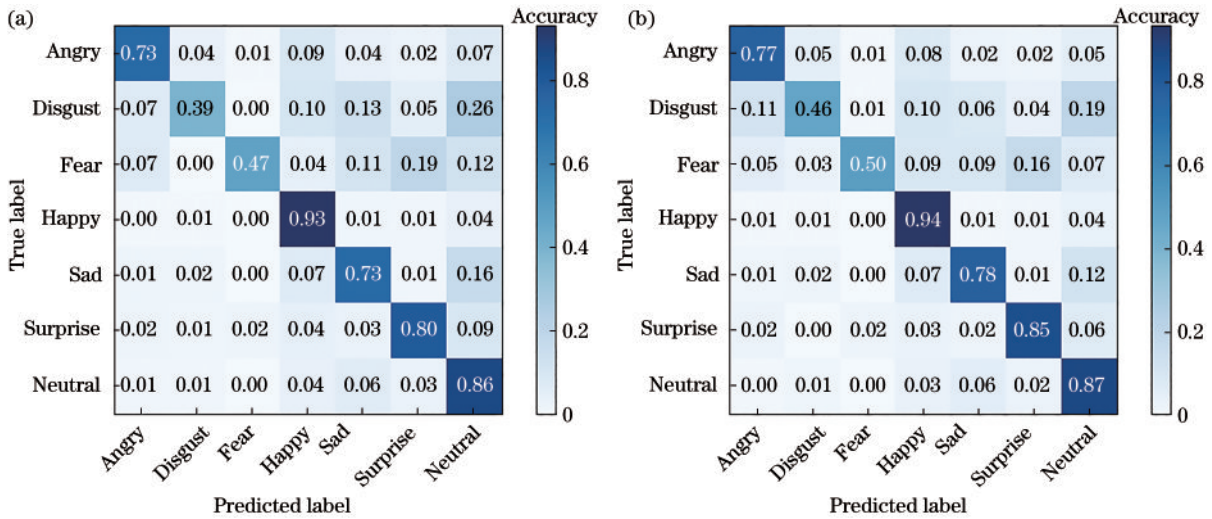 (a)
Accuracy
Angry 0.73 0.04 0.01 0.09 0.04 0.02 0.07
Disgust 0.07 0.39 0.00 0.10 0.13 0.05 0.26
Fear 0.07 0.00 0.47 0.04 0.11 0.19 0.12
Happy 0.00 0.01 0.00 0.93 0.01 0.01 0.04
Sad 0.01 0.02 0.00 0.07 0.73 0.01 0.16
Surprise 0.02 0.01 0.02 0.04 0.03 0.80 0.09
Neutral 0.01 0.01 0.00 0.04 0.06 0.03 0.86
True label
Angry Disgust Fear Happy Sad Surprise Neutral
Predicted label
0.8
0.6
0.4
0.2
0
(b)
Accuracy
Angry 0.77 0.05 0.01 0.08 0.02 0.02 0.05
Disgust 0.11 0.46 0.01 0.10 0.06 0.04 0.19
Fear 0.05 0.03 0.50 0.09 0.09 0.16 0.07
Happy 0.01 0.01 0.00 0.94 0.01 0.01 0.04
Sad 0.01 0.02 0.00 0.07 0.78 0.01 0.12
Surprise 0.02 0.00 0.02 0.03 0.02 0.85 0.06
Neutral 0.00 0.01 0.00 0.03 0.06 0.02 0.87
True label
Angry Disgust Fear Happy Sad Surprise Neutral
Predicted label
0.8
0.6
0.4
0.2
0